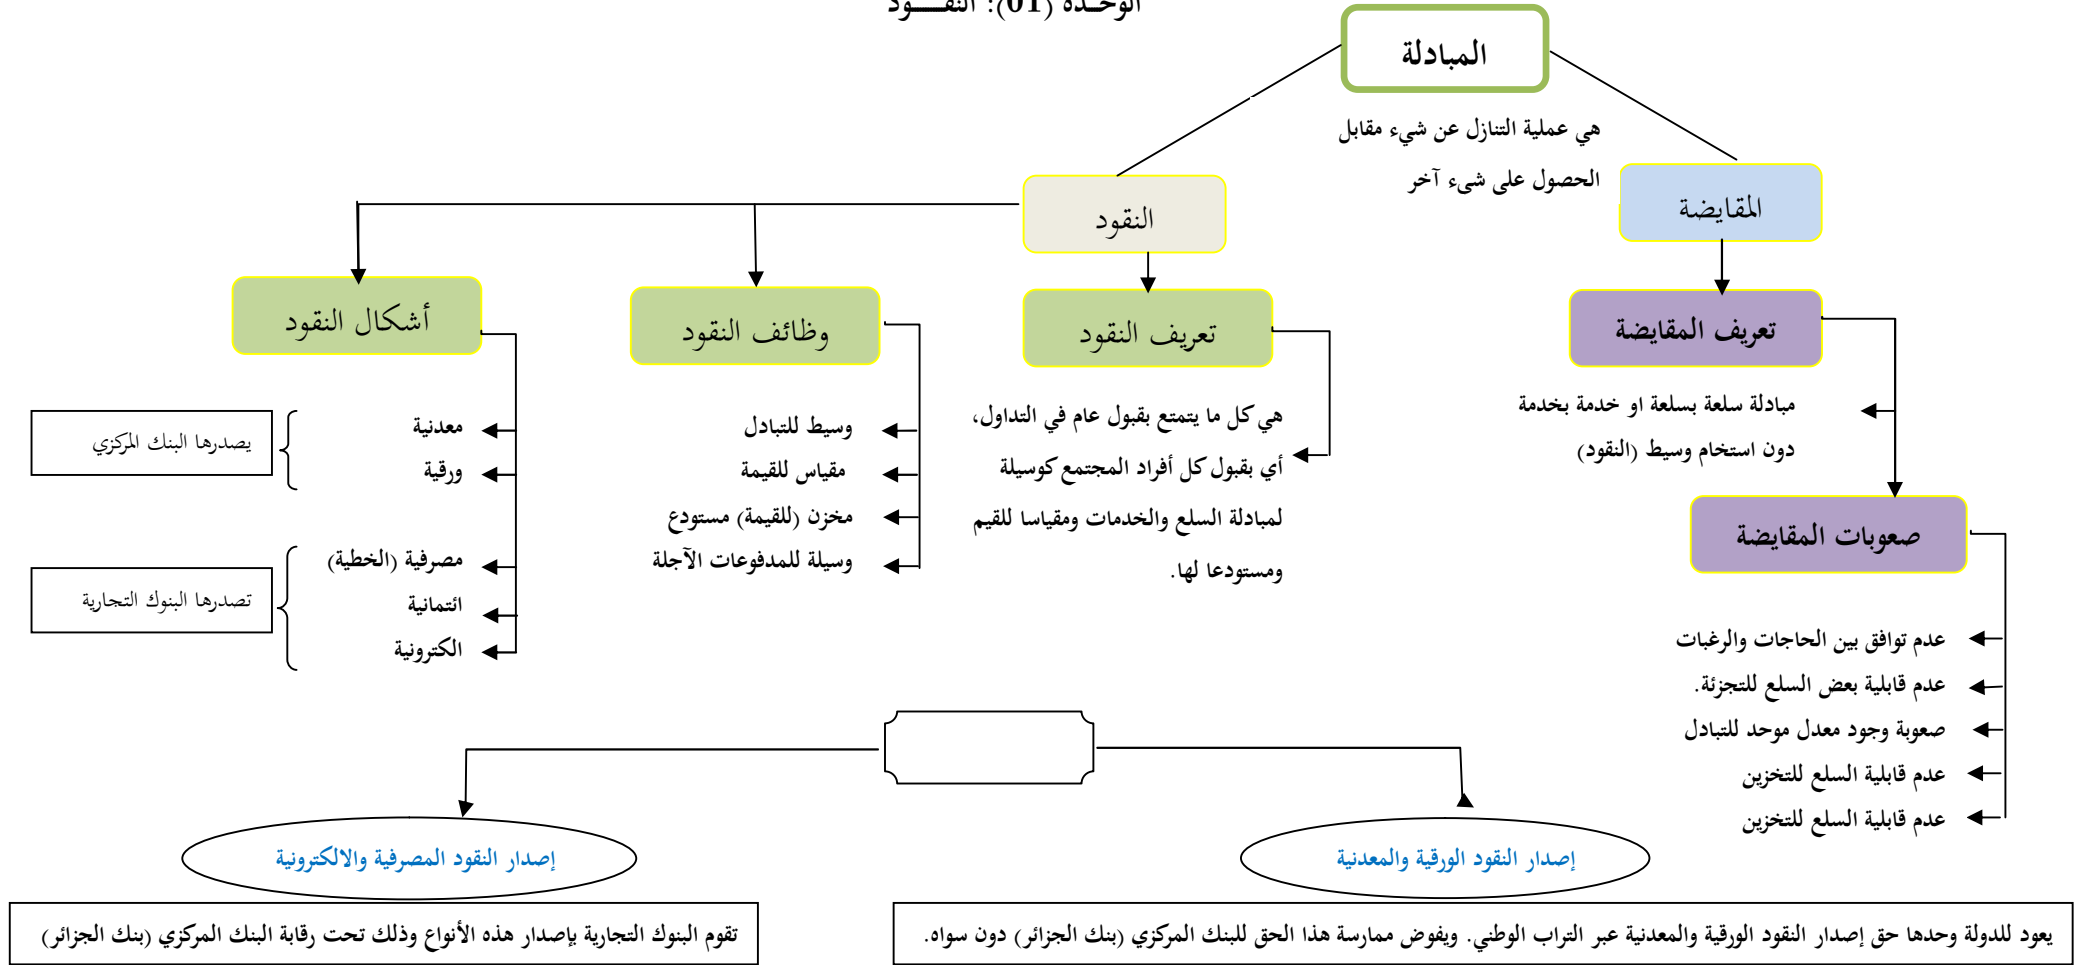 الوحـدة (01): النقـــود
المبادلة
هي عملية التنازل عن شيء مقابل
الحصول على شيء آخر
المقايضة
النقود
تعريف المقايضة
مبادلة سلعة بسلعة او خدمة بخدمة
دون استخام وسيط (النقود)
صعوبات المقايضة
عدم توافق بين الحاجات والرغبات
عدم قابلية بعض السلع للتجزئة.
صعوبة وجود معدل موحد للتبادل
عدم قابلية السلع للتخزين
عدم قابلية السلع للتخزين
تعريف النقود
هي كل ما يتمتع بقبول عام في التداول،
أي بقبول كل أفراد المجتمع كوسيلة
لمبادلة السلع والخدمات ومقياسا للقيم
ومستودعا لها.
وظائف النقود
وسيط للتبادل
مقياس للقيمة
مخزن (للقيمة) مستودع
وسيلة للمدفوعات الآجلة
أشكال النقود
معدنية
ورقية
يصدرها البنك المركزي
مصرفية (الخطية)
ائتمانية
الكترونية
تصدرها البنوك التجارية
إصدار النقود الورقية والمعدنية
يعود للدولة وحدها حق إصدار النقود الورقية والمعدنية عبر التراب الوطني. ويفوض ممارسة هذا الحق للبنك المركزي (بنك الجزائر) دون سواه.
إصدار النقود المصرفية والالكترونية
تقوم البنوك التجارية بإصدار هذه الأنواع وذلك تحت رقابة البنك المركزي (بنك الجزائر)